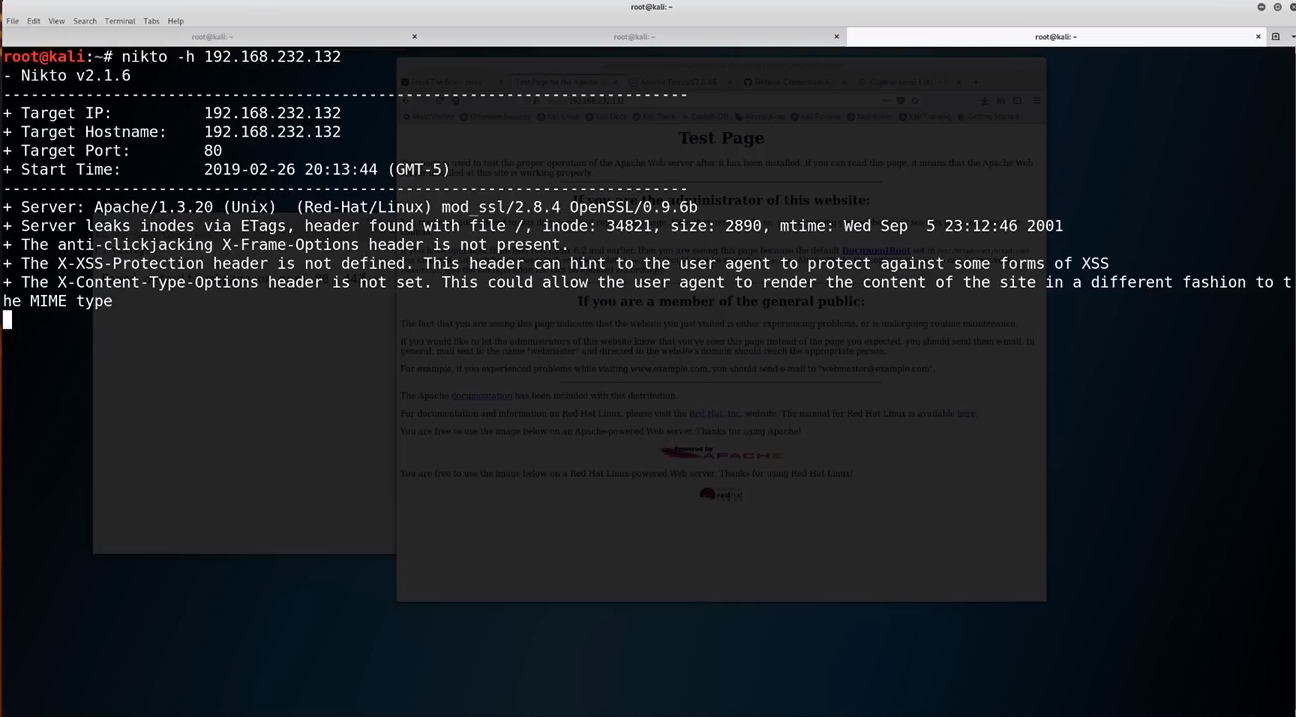 root@kali: ~
File Edit View Search Terminal Tabs Help
root@kali: ~
root@kali: ~
root@kali: ~
root@kali:~# nikto -h 192.168.232.132
- Nikto v2.1.6
---------------------------------------------------------------------------
+ Target IP: 192.168.232.132
+ Target Hostname: 192.168.232.132
+ Target Port: 80
+ Start Time: 2019-02-26 20:13:44 (GMT-5)
---------------------------------------------------------------------------
+ Server: Apache/1.3.20 (Unix) (Red-Hat/Linux) mod_ssl/2.8.4 OpenSSL/0.9.6b
+ Server leaks inodes via ETags, header found with file /, inode: 34821, size: 2890, mtime: Wed Sep 5 23:12:46 2001
+ The anti-clickjacking X-Frame-Options header is not present.
+ The X-XSS-Protection header is not defined. This header can hint to the user agent to protect against some forms of XSS
+ The X-Content-Type-Options header is not set. This could allow the user agent to render the content of the site in a different fashion to t
he MIME type
Test Page
used to test the proper operation of the Apache Web server after it has been installed. If you can read this page, it means that the Apache Web
at this site is working properly.
If you are the administrator of this website:
DocumentRoot
If you are a member of the general public:
The fact that you are seeing this page indicates that the website you just visited is either experiencing problems, or is undergoing routine maintenance.
If you would like to let the administrators of this website know that you've seen this page instead of the page you expected, you should send them e-mail. In
general, mail sent to the name "webmaster" and directed to the website's domain should reach the appropriate person.
For example, if you experienced problems while visiting www.example.com, you should send e-mail to "webmaster@example.com".
The Apache documentation has been included with this distribution.
For documentation and information on Red Hat Linux, please visit the Red Hat, Inc. website. The manual for Red Hat Linux is available here.
You are free to use the image below on an Apache-powered Web server. Thanks for using Apache!
Powered by
APACHE
You are free to use the image below on a Red Hat Linux-powered Web server. Thanks for using Red Hat Linux!
redhat